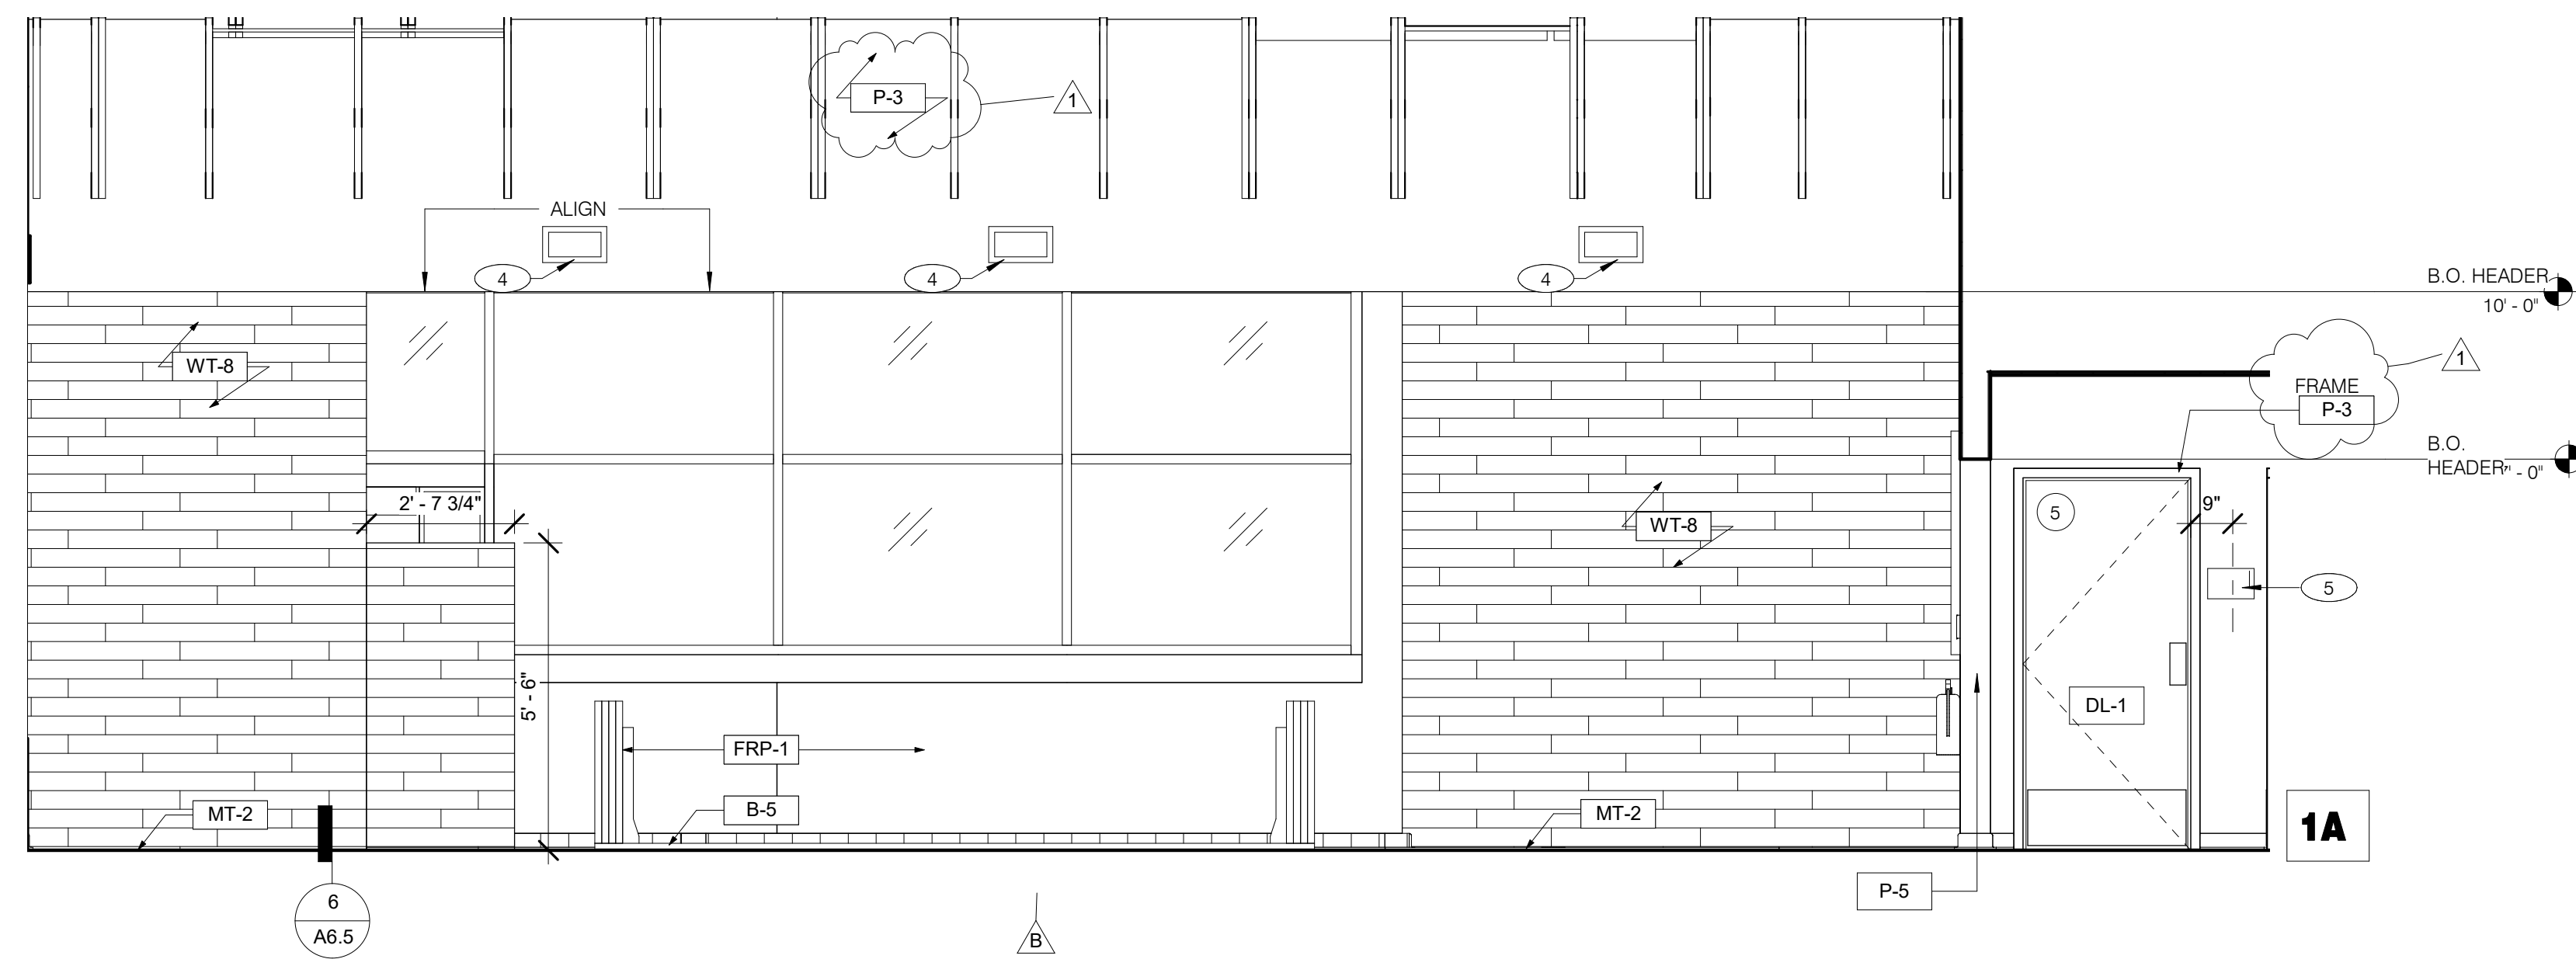 P-3
1
ALIGN
4
4
4
B.O. HEADER
10' - 0"
WT-8
1
FRAME
P-3
B.O.
HEADER
" - 0"
2' - 7 3/4"
WT-8
5
9"
5
5' - 6"
DL-1
FRP-1
B-5
MT-2
MT-2
1A
P-5
6
A6.5
B